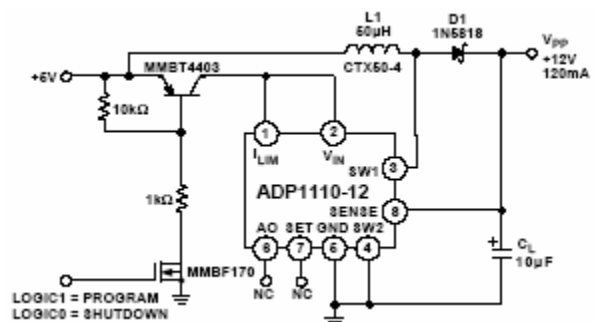 L1
50µH
CTX50-4
D1
1N5818
VPP
+12V
120mA
+5V
MMBT4403
10kΩ
1
2
ILIM
VIN
SW1
3
ADP1110-12
SENSE
8
1kΩ
AO
SET
GND
SW2
6
7
5
4
CL
10µF
+
MMBF170
NC
NC
LOGIC1 = PROGRAM
LOGIC0 = SHUTDOWN